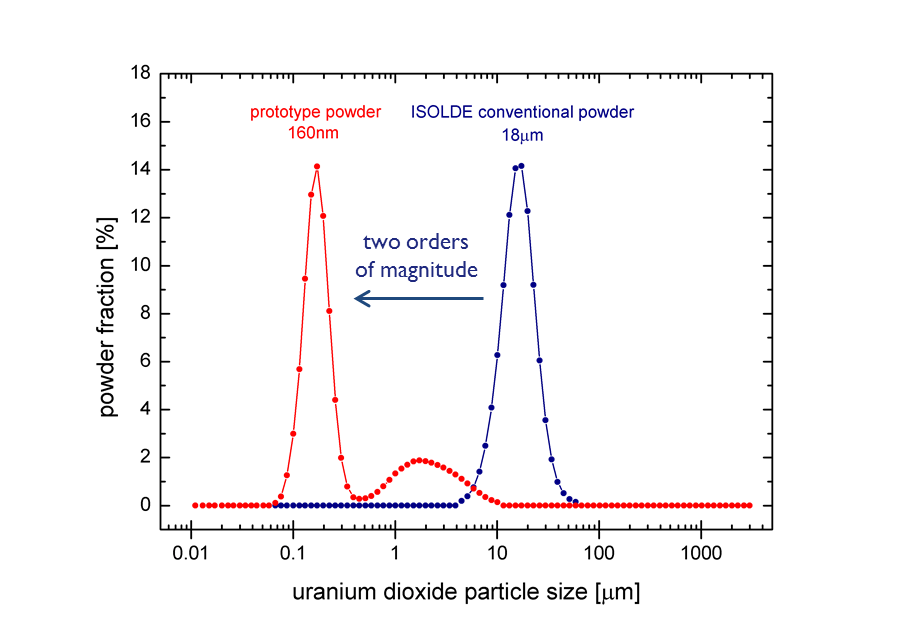 18
16
14
12
10
8
6
4
2
0
powder fraction [%]
prototype powder
160nm
ISOLDE conventional powder
18μm
two orders
of magnitude
0.01 0.1 1 10 100 1000
uranium dioxide particle size [μm]